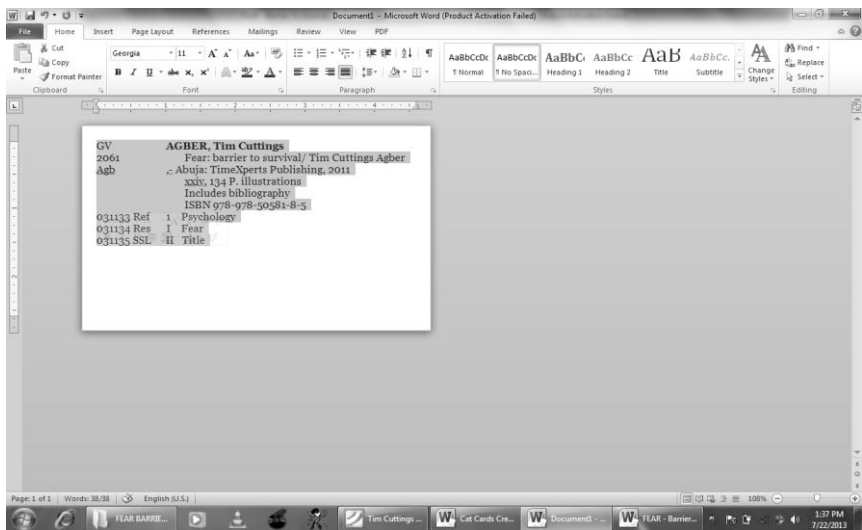 Document1 - Microsoft Word (Product Activation Failed)
File Home Insert Page Layout References Mailings Review View PDF
Cut
Copy
Format Painter
Paste
Clipboard
Georgia 11
Font
Paragraph
AaBbCcDc AaBbCcDc AaBbC AaBbCc AaB AaBbCc.
¶ Normal ¶ No Spaci... Heading 1 Heading 2 Title Subtitle
Change Styles
Styles
Find
Replace
Select
Editing
GV AGBER, Tim Cuttings
2061 Fear: barrier to survival/ Tim Cuttings Agber
Agb Abuja: TimeXperts Publishing, 2011
xxiv, 134 P. illustrations
Includes bibliography
ISBN 978-978-50581-8-5
031133 Ref 1 Psychology
031134 Res I Fear
031135 SSL II Title
Page: 1 of 1 Words: 38/38 English (U.S.) 108%
FEAR BARRIE... Tim Cuttings ... Cat Cards Cre... Document1 - ... FEAR - Barrier... 1:37 PM
7/22/2013